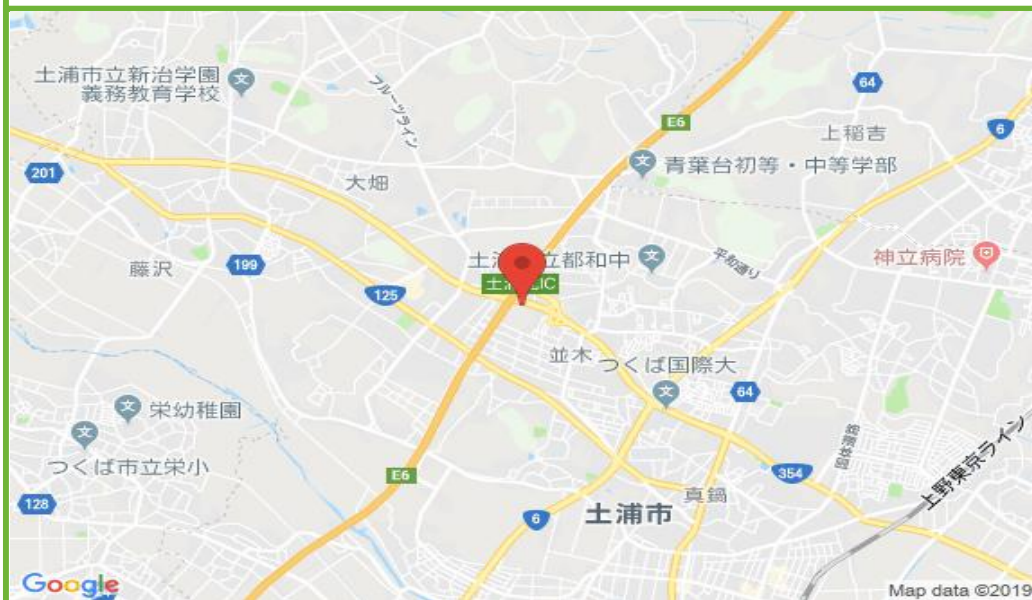 土浦市立新治学園
義務教育学校
フルーツライン
64
E6
上稲吉
6
201
大畑
青葉台初等・中等学部
藤沢
199
立都和中
平和通り
神立病院
125
並木
つくば国際大
64
栄幼稚園
つくば市立栄小
E6
354
上野東京ライン
128
真鍋
6
土浦市
Google
Map data ©2019